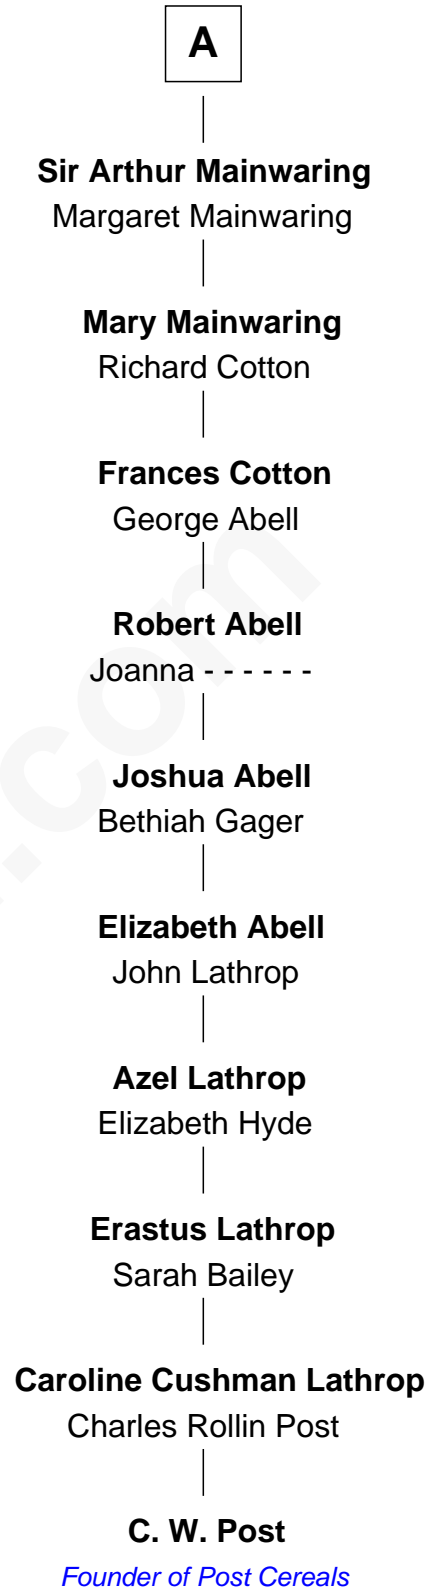 A
Sir Arthur Mainwaring
Margaret Mainwaring
Mary Mainwaring
Richard Cotton
Frances Cotton
George Abell
Robert Abell
Joanna - - - - - -
Joshua Abell
Bethiah Gager
Elizabeth Abell
John Lathrop
Azel Lathrop
Elizabeth Hyde
Erastus Lathrop
Sarah Bailey
Caroline Cushman Lathrop
Charles Rollin Post
C. W. Post
Founder of Post Cereals